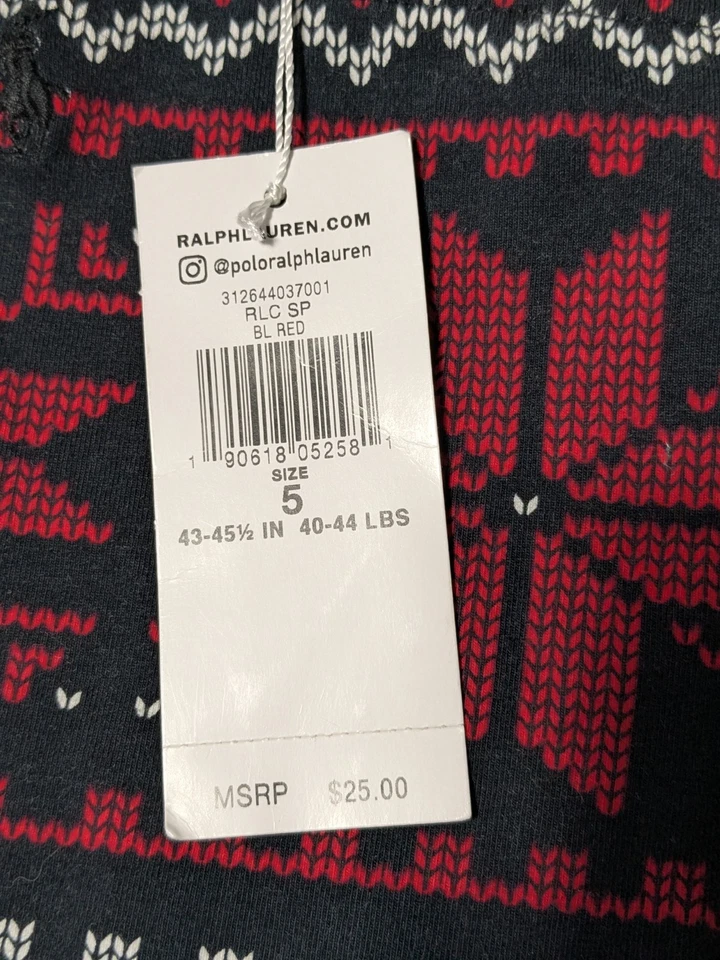 RALPHLAUREN.COM
@poloralphlauren
312644037001
RLC SP
BL RED
1 90618 05258 1
SIZE
5
43-45½ IN 40-44 LBS
MSRP $25.00